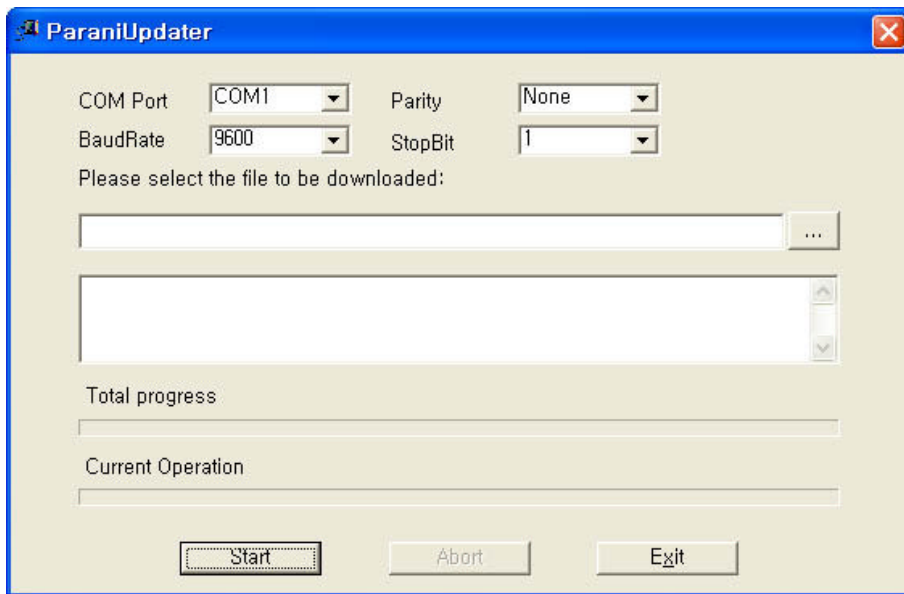 ParaniUpdater
COM Port COM1 Parity None
BaudRate 9600 StopBit 1
Please select the file to be downloaded:
...
Total progress
Current Operation
Start Abort Exit